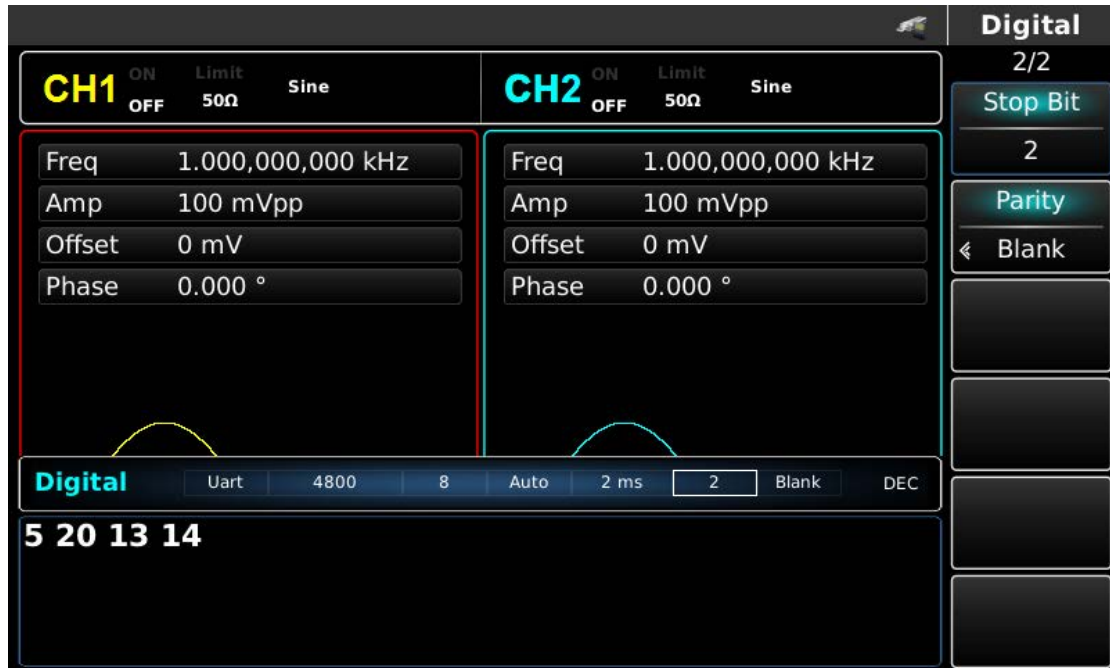 Digital
2/2
CH1 ON OFF Limit 50Ω Sine
CH2 ON OFF Limit 50Ω Sine
Stop Bit
2
Parity
Blank
Freq 1.000,000,000 kHz
Amp 100 mVpp
Offset 0 mV
Phase 0.000 °
Freq 1.000,000,000 kHz
Amp 100 mVpp
Offset 0 mV
Phase 0.000 °
Digital Uart 4800 8 Auto 2 ms 2 Blank DEC
5 20 13 14